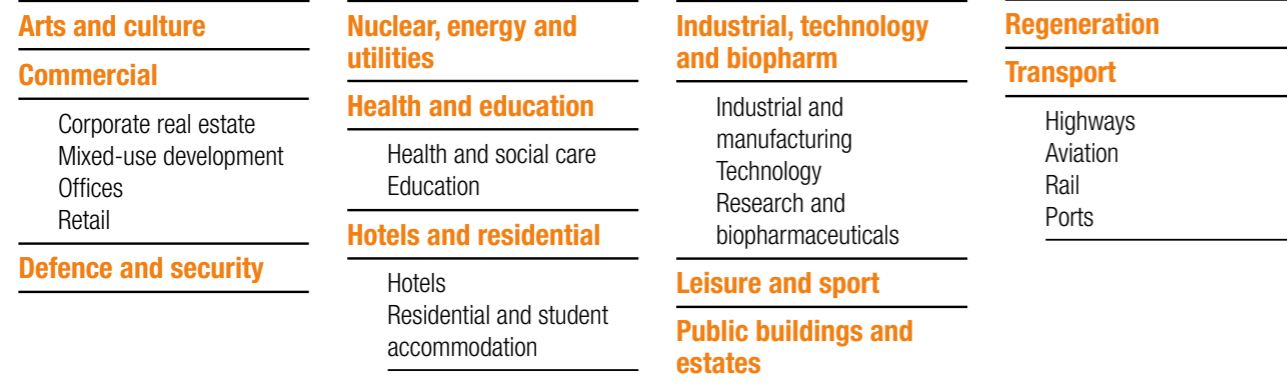 Arts and culture
Commercial
Corporate real estate
Mixed-use development
Offices
Retail
Defence and security
Nuclear, energy and
utilities
Health and education
Health and social care
Education
Hotels and residential
Hotels
Residential and student
accommodation
Industrial, technology
and biopharm
Industrial and
manufacturing
Technology
Research and
biopharmaceuticals
Leisure and sport
Public buildings and
estates
Regeneration
Transport
Highways
Aviation
Rail
Ports